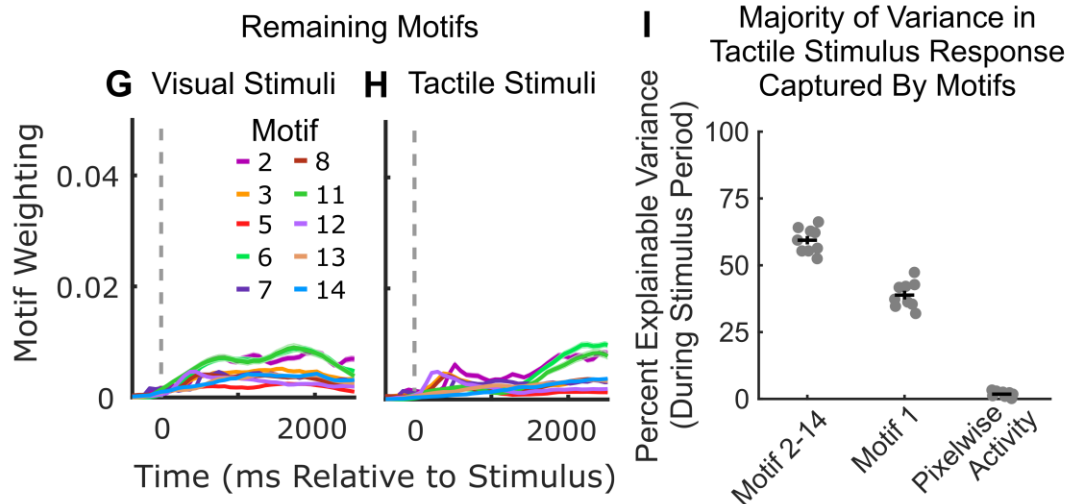 Remaining Motifs
G Visual Stimuli
H Tactile Stimuli
Motif
2
8
3
11
5
12
6
13
7
14
0.04
0.02
0
Motif Weighting
0
2000
0
2000
Time (ms Relative to Stimulus)
I
Majority of Variance in
Tactile Stimulus Response
Captured By Motifs
Percent Explainable Variance
(During Stimulus Period)
100
75
50
25
0
Motif 2-14
Motif 1
Pixelwise
Activity